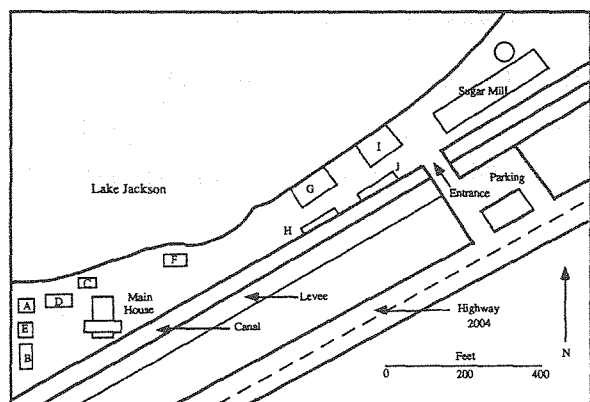 Sugar Mill
I
J
Lake Jackson
G
Entrance
Parking
H
F
C
A
D
Main
House
Levee
E
Canal
Highway
2004
B
Feet
0
200
400
N